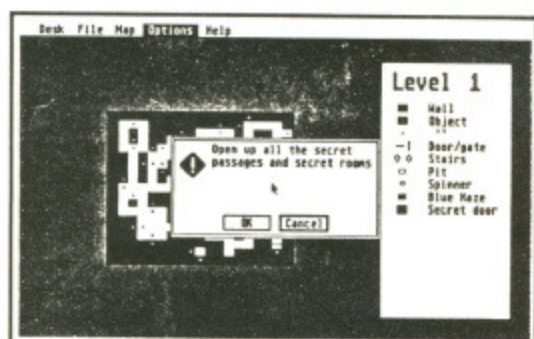 Desk File Map Options Help
Level 1
Wall
Object
Door/gate
Stairs
Pit
Spinner
Blue Maze
Secret door
Open up all the secret
passages and secret rooms
OK
Cancel